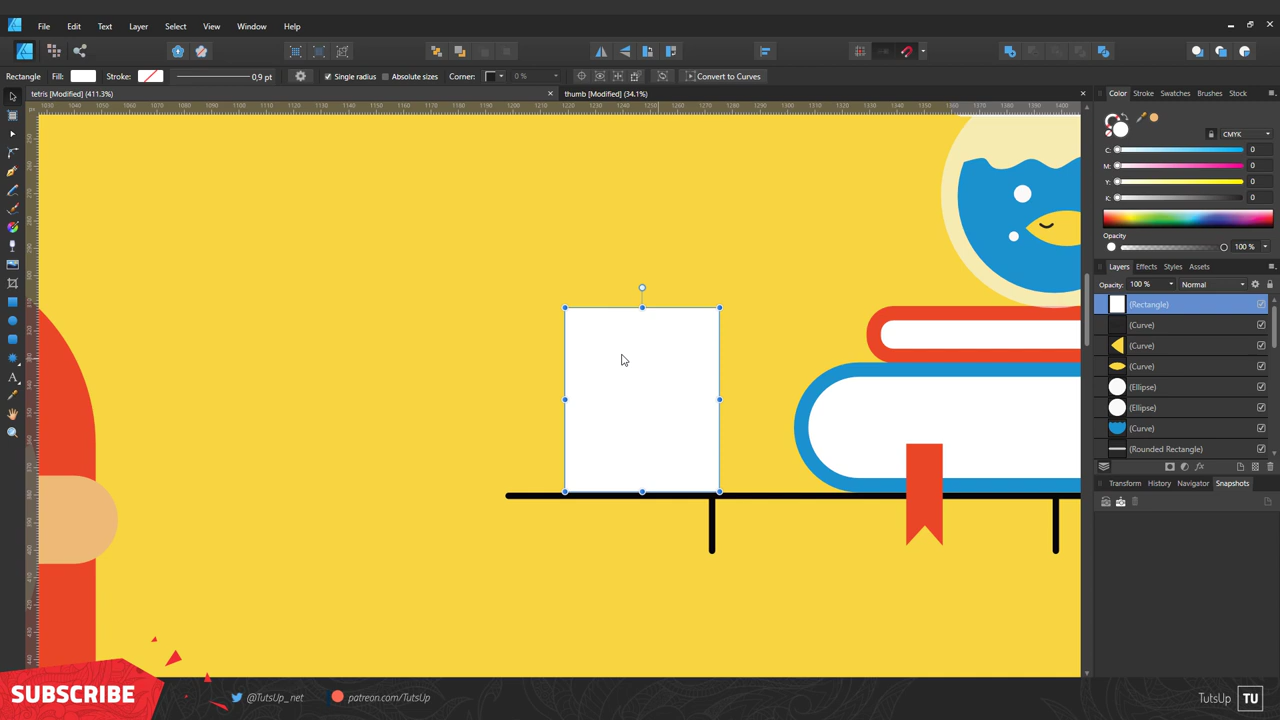 File Edit Text Layer Select View Window Help
Rectangle Fill: Stroke: 0,9 pt Single radius Absolute sizes Corner: 0 % Convert to Curves
tetris [Modified] (411.3%) thumb [Modified] (34.1%)
Color Stroke Swatches Brushes Stock
CMYK
C: 0
M: 0
Y: 0
K: 0
Opacity
100 %
Layers Effects Styles Assets
Opacity: 100 % Normal
(Rectangle)
(Curve)
(Curve)
(Curve)
(Ellipse)
(Ellipse)
(Curve)
(Rounded Rectangle)
Transform History Navigator Snapshots
SUBSCRIBE
@TutsUp_net
patreon.com/TutsUp
TutsUp TU